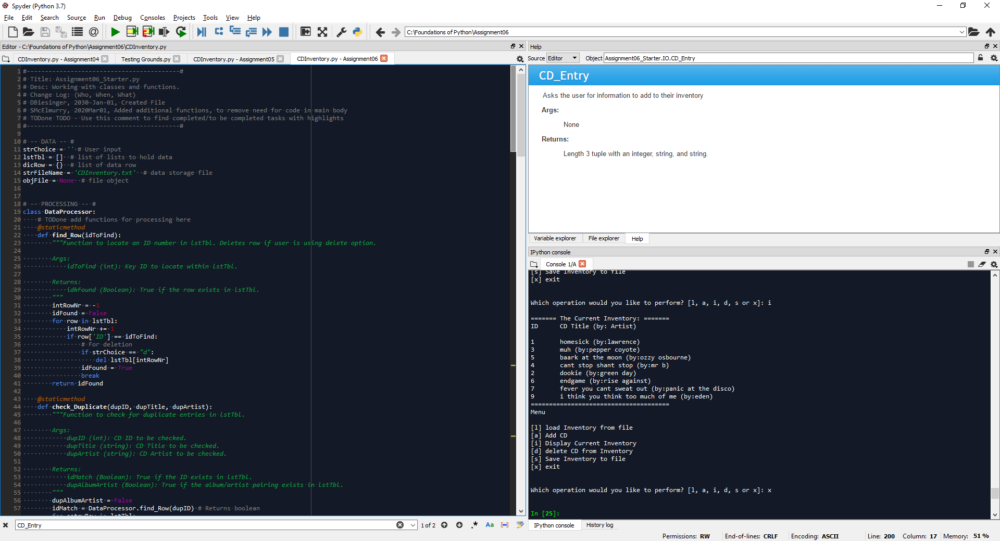 Spyder (Python 3.7)
File Edit Search Source Run Debug Consoles Projects Tools View Help
C:\Foundations of Python\Assignment06
Editor - C:\Foundations of Python\Assignment06\CDInventory.py
CDInventory.py - Assignment04 Testing Grounds.py CDInventory.py - Assignment05 CDInventory.py - Assignment06
1 #------------------------------------------#
2 # Title: Assignment06_Starter.py
3 # Desc: Working with classes and functions.
4 # Change Log: (Who, When, What)
5 # DBiesinger, 2030-Jan-01, Created File
6 # SMcElmurry, 2020Mar01, Added additional functions, to remove need for code in main body
7 # TODone TODO - Use this comment to find completed/to be completed tasks with highlights
8 #------------------------------------------#
9
10 # -- DATA -- #
11 strChoice = '' # User input
12 lstTbl = []  # list of lists to hold data
13 dicRow = {}  # list of data row
14 strFileName = 'CDInventory.txt'  # data storage file
15 objFile = None  # file object
16
17
18 # -- PROCESSING -- #
19 class DataProcessor:
20     # TODone add functions for processing here
21     @staticmethod
22     def find_Row(idToFind):
23         """Function to locate an ID number in lstTbl. Deletes row if user is using delete option.
24
25         Args:
26             idToFind (int): Key ID to locate within lstTbl.
27
28         Returns:
29             idkFound (Boolean): True if the row exists in lstTbl.
30         """
31         intRowNr = -1
32         idFound = False
33         for row in lstTbl:
34             intRowNr += 1
35             if row['ID'] == idToFind:
36                 # For deletion
37                 if strChoice == "d":
38                     del lstTbl[intRowNr]
39                 idFound = True
40                 break
41         return idFound
42
43     @staticmethod
44     def check_Duplicate(dupID, dupTitle, dupArtist):
45         """Function to check for duplicate entries in lstTbl.
46
47         Args:
48             dupID (int): CD ID to be checked.
49             dupTitle (string): CD Title to be checked.
50             dupArtist (string): CD Artist to be checked.
51
52         Returns:
53             idMatch (Boolean): True if the ID exists in lstTbl.
54             dupAlbumArtist (Boolean): True if the album/artist pairing exists in lstTbl.
55         """
56         dupAlbumArtist = False
57         idMatch = DataProcessor.find_Row(dupID) # Returns boolean
CD_Entry 1 of 2 .* Aa
Help
Source Editor Object Assignment06_Starter.IO.CD_Entry
CD_Entry
Asks the user for information to add to their inventory
Args:
None
Returns:
Length 3 tuple with an integer, string, and string.
Variable explorer File explorer Help
IPython console
Console 1/A
[s] Save Inventory to file
[x] exit
Which operation would you like to perform? [l, a, i, d, s or x]: i
======= The Current Inventory: =======
ID      CD Title (by: Artist)
1       homesick (by:lawrence)
3       muh (by:pepper coyote)
5       baark at the moon (by:ozzy osbourne)
4       cant stop shant stop (by:mr b)
2       dookie (by:green day)
6       endgame (by:rise against)
7       fever you cant sweat out (by:panic at the disco)
9       i think you think too much of me (by:eden)
======================================
Menu
[l] load Inventory from file
[a] Add CD
[i] Display Current Inventory
[d] delete CD from Inventory
[s] Save Inventory to file
[x] exit
Which operation would you like to perform? [l, a, i, d, s or x]: x
In [25]:
IPython console History log
Permissions: RW End-of-lines: CRLF Encoding: ASCII Line: 200 Column: 17 Memory: 51 %